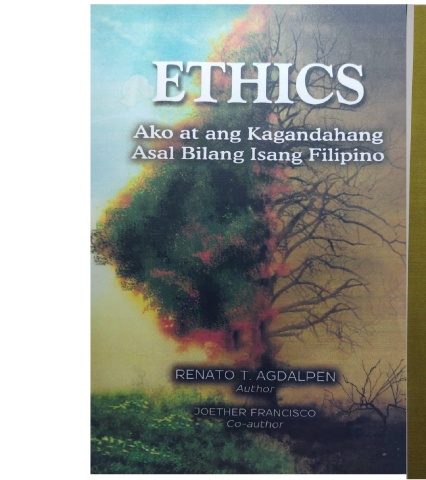 ETHICS
Ako at ang Kagandahang
Asal Bilang Isang Filipino
RENATO T. AGDALPEN
Author
JOETHER FRANCISCO
Co-author